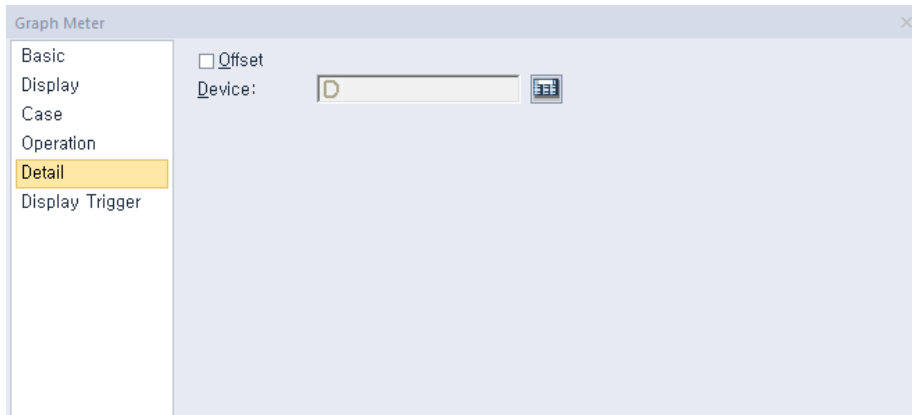 Graph Meter
Basic
Display
Case
Operation
Detail
Display Trigger
Offset
Device:
D